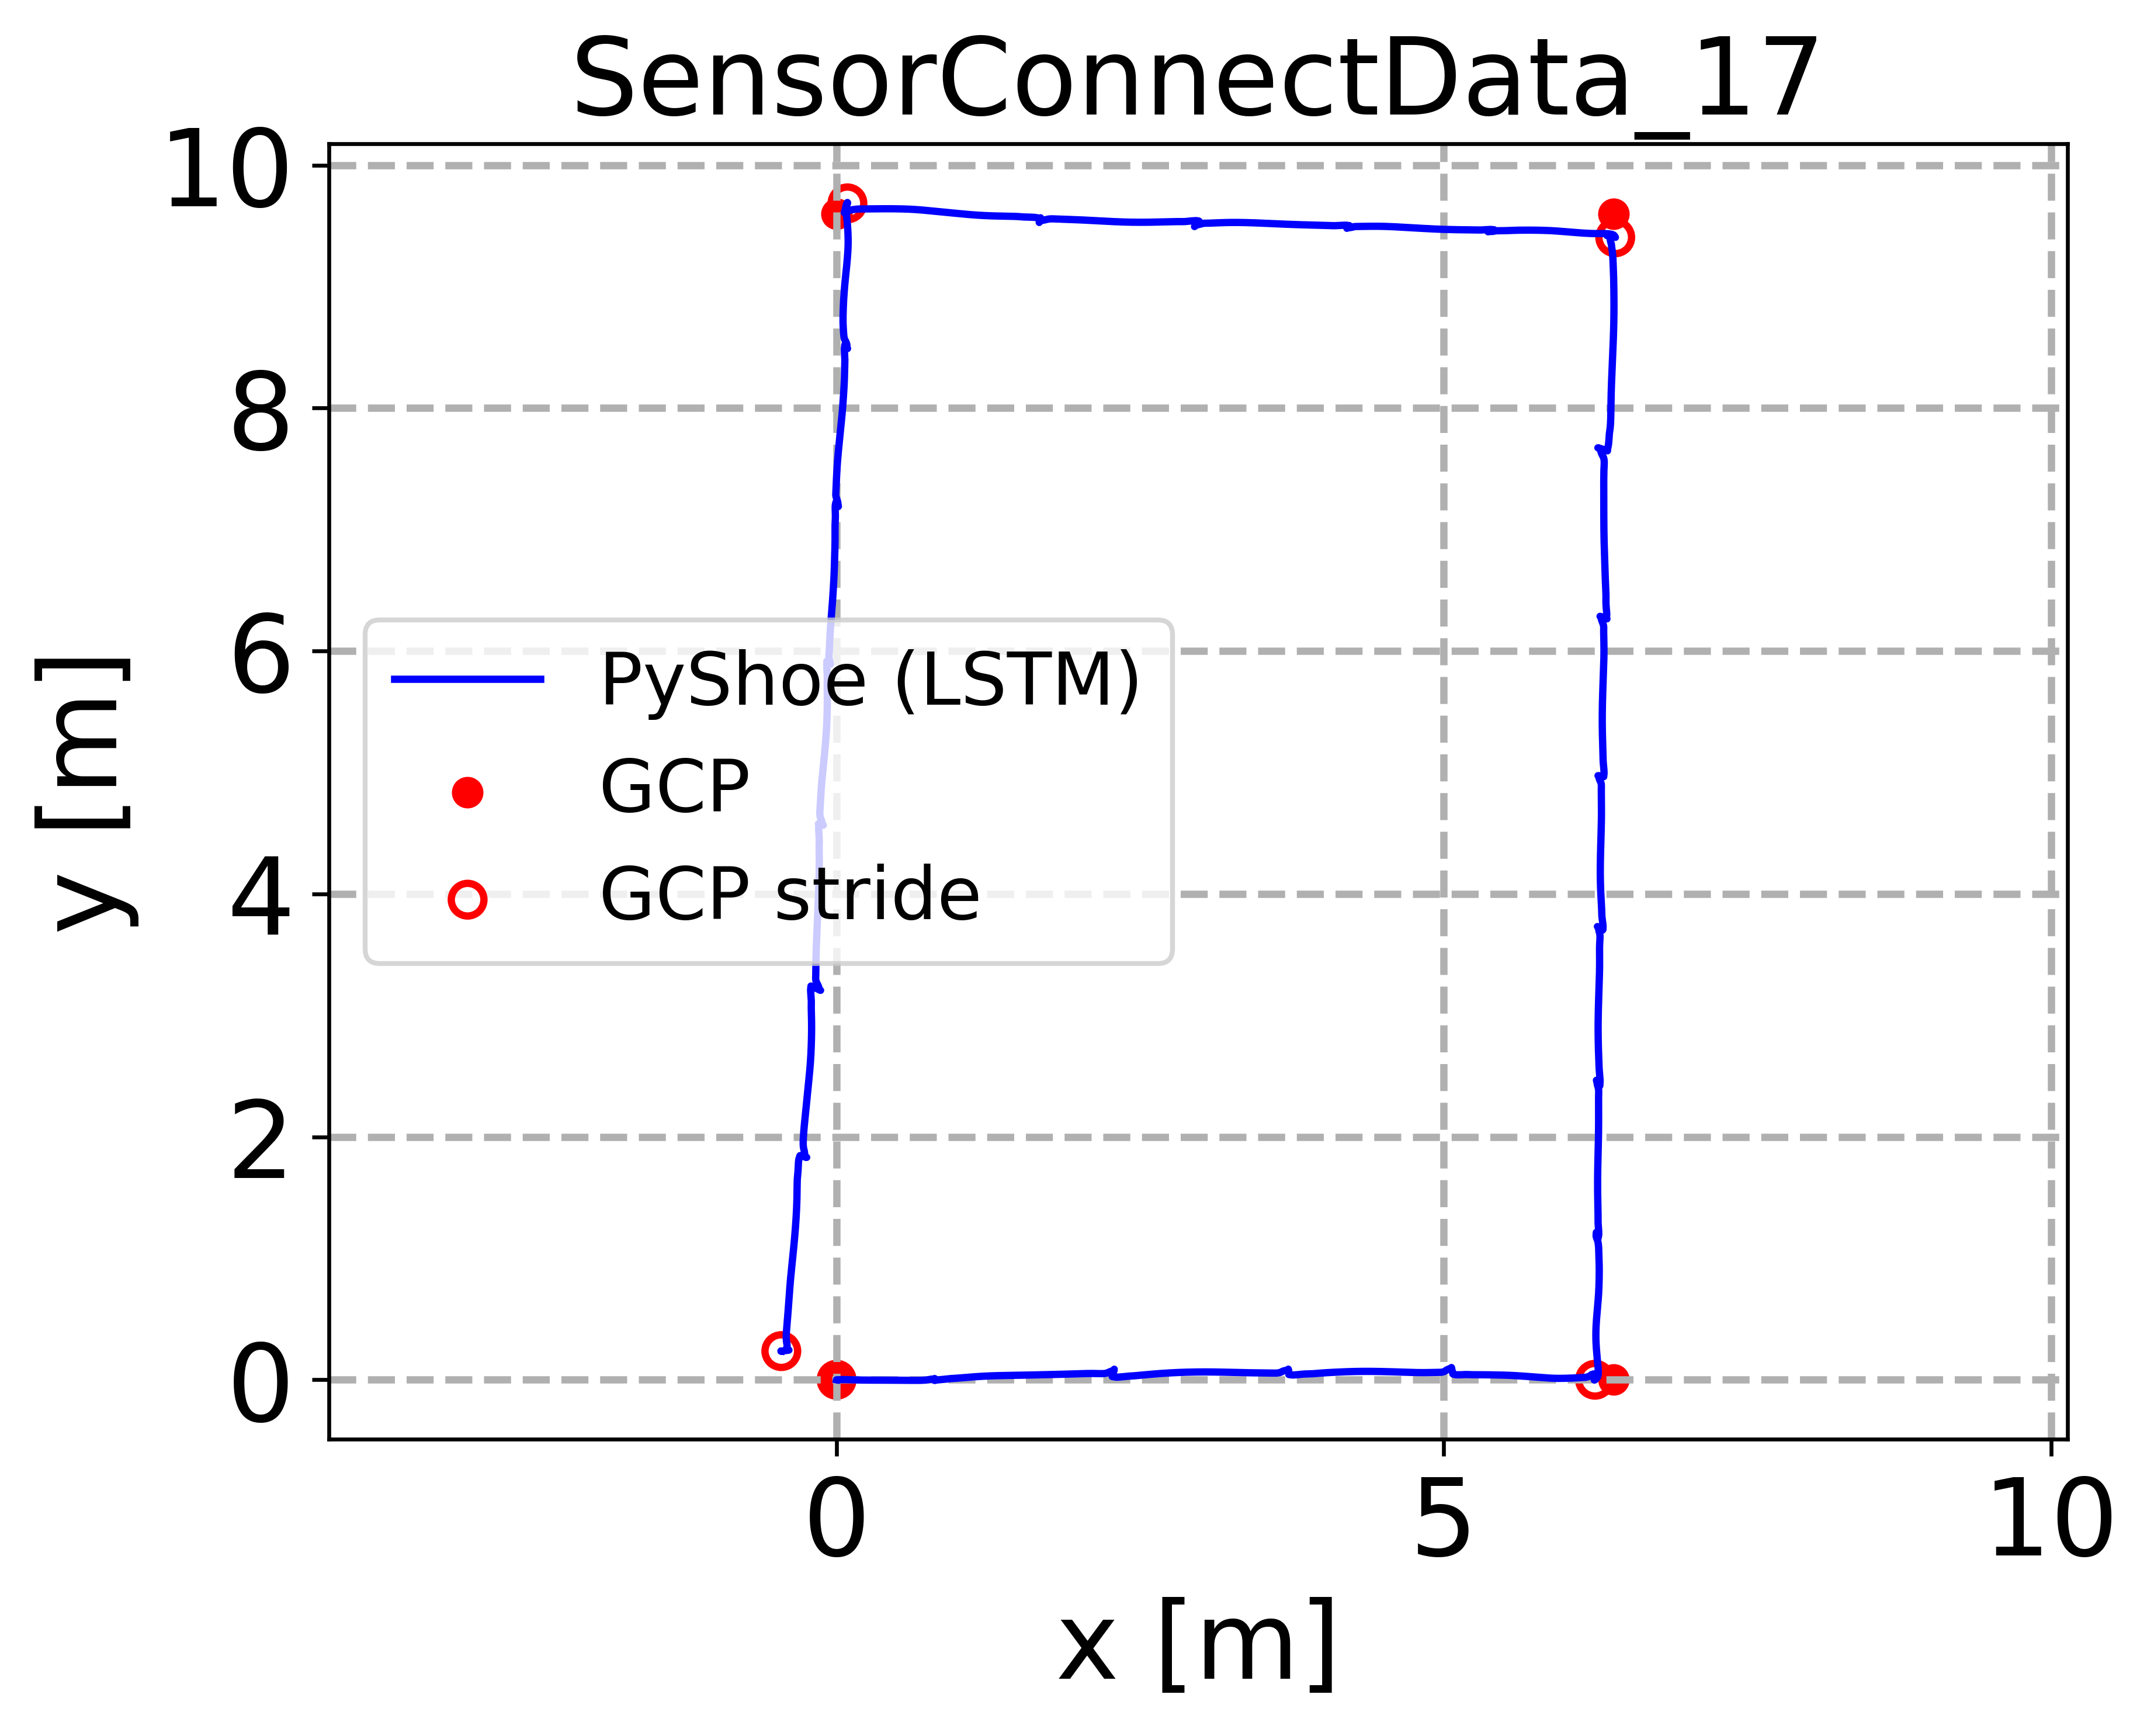 SensorConnectData_17
10
8
6
4
2
0
y [m]
PyShoe (LSTM)
GCP
GCP stride
0 5 10
x [m]